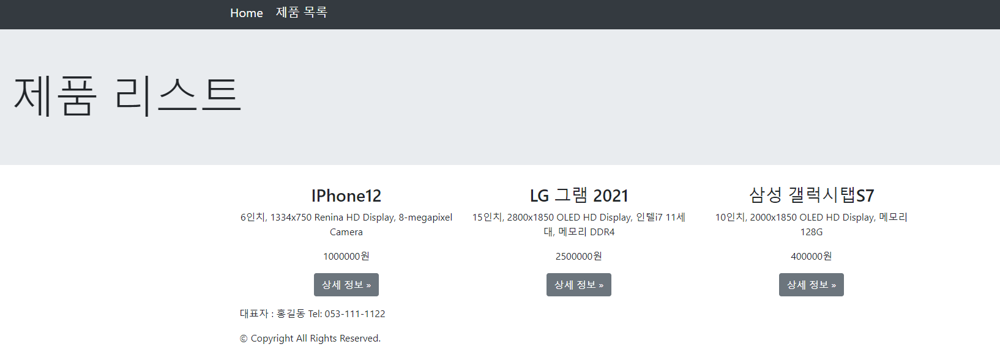 Home 제품 목록
제품 리스트
IPhone12
6인치, 1334x750 Renina HD Display, 8-megapixel
Camera
1000000원
상세 정보 »
LG 그램 2021
15인치, 2800x1850 OLED HD Display, 인텔i7 11세
대, 메모리 DDR4
2500000원
상세 정보 »
삼성 갤럭시탭S7
10인치, 2000x1850 OLED HD Display, 메모리
128G
400000원
상세 정보 »
대표자 : 홍길동 Tel: 053-111-1122
© Copyright All Rights Reserved.